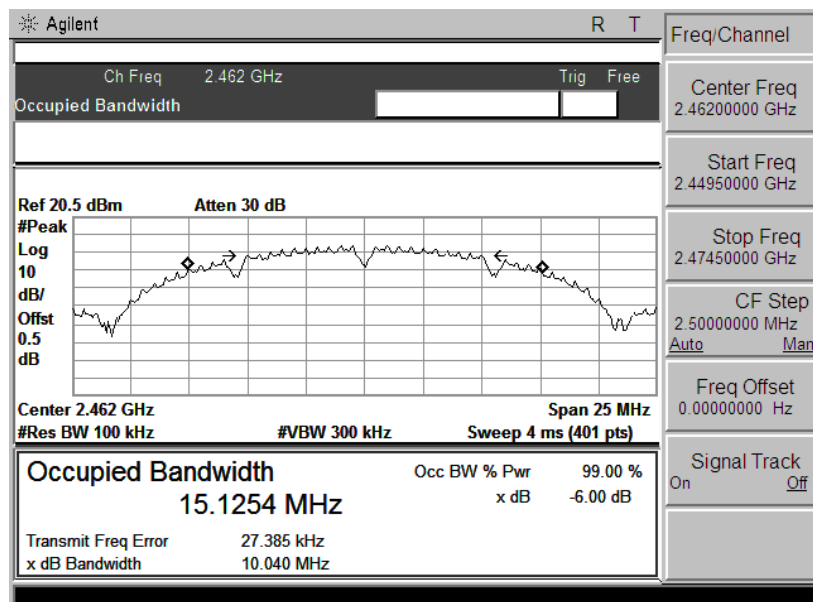 Agilent R T
Ch Freq 2.462 GHz Trig Free
Occupied Bandwidth
Ref 20.5 dBm Atten 30 dB
#Peak
Log
10
dB/
Offst
0.5
dB
Center 2.462 GHz Span 25 MHz
#Res BW 100 kHz #VBW 300 kHz Sweep 4 ms (401 pts)
Occupied Bandwidth Occ BW % Pwr 99.00 %
15.1254 MHz x dB -6.00 dB
Transmit Freq Error 27.385 kHz
x dB Bandwidth 10.040 MHz
Freq/Channel
Center Freq
2.46200000 GHz
Start Freq
2.44950000 GHz
Stop Freq
2.47450000 GHz
CF Step
2.50000000 MHz
Auto Man
Freq Offset
0.00000000 Hz
Signal Track
On Off